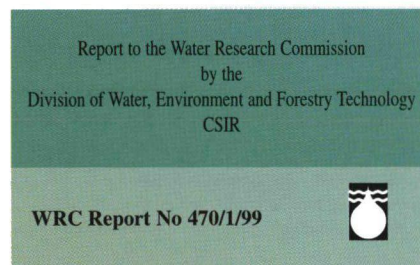 Report to the Water Research Commission
by the
Division of Water, Environment and Forestry Technology
CSIR
WRC Report No 470/1/99